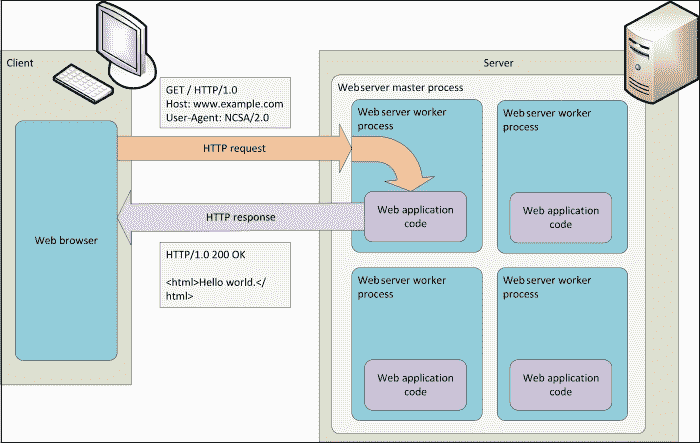 Client
Server
GET / HTTP/1.0
Host: www.example.com
User-Agent: NCSA/2.0
Web server master process
Web server worker
process
Web server worker
process
HTTP request
Web application
code
Web application
code
HTTP response
Web browser
HTTP/1.0 200 OK
<html>Hello world.</
html>
Web server worker
process
Web server worker
process
Web application
code
Web application
code